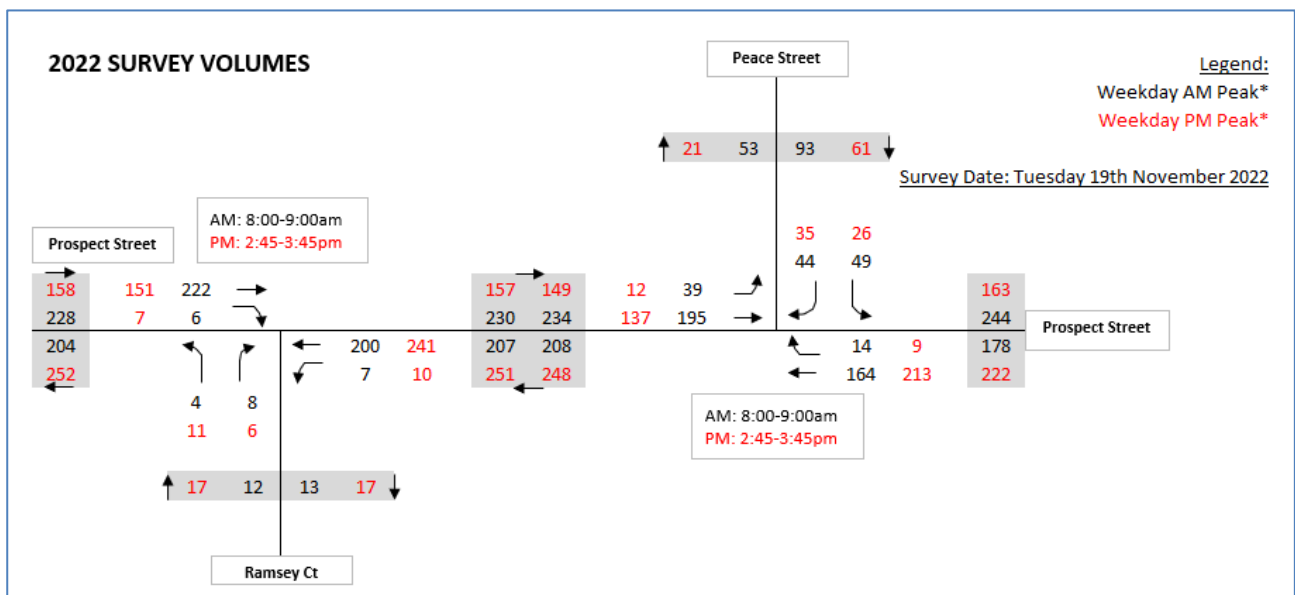 2022 SURVEY VOLUMES
Peace Street
Legend:
Weekday AM Peak*
Weekday PM Peak*
21 53 93 61
Survey Date: Tuesday 19th November 2022
AM: 8:00-9:00am
PM: 2:45-3:45pm
Prospect Street
35 26
44 49
158 151 222 157 149 12 39 163
228 7 6 230 234 137 195 244
Prospect Street
204 200 241 207 208 14 9 178
252 7 10 251 248 164 213 222
4 8
11 6
AM: 8:00-9:00am
PM: 2:45-3:45pm
17 12 13 17
Ramsey Ct